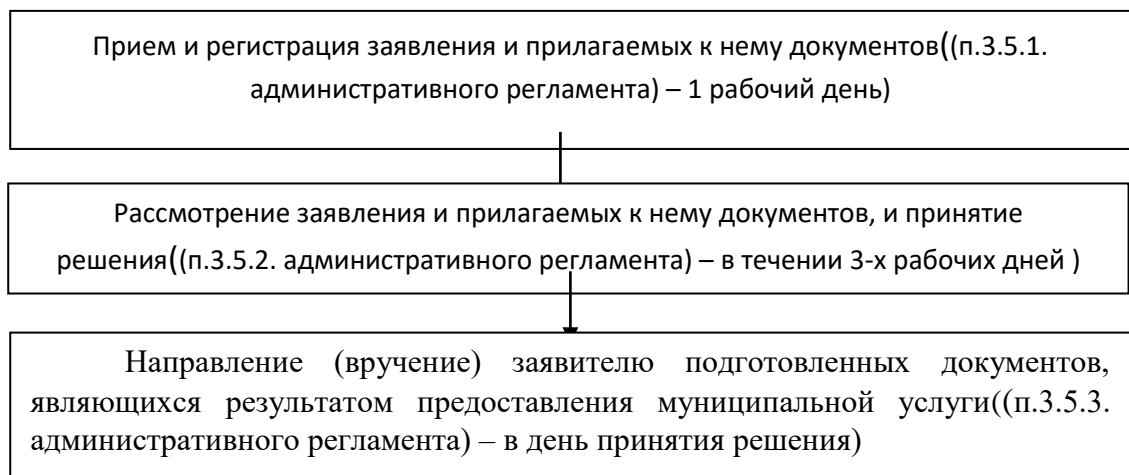 Прием и регистрация заявления и прилагаемых к нему документов((п.3.5.1.
административного регламента) – 1 рабочий день)
Рассмотрение заявления и прилагаемых к нему документов, и принятие
решения((п.3.5.2. административного регламента) – в течении 3-х рабочих дней )
Направление (вручение) заявителю подготовленных документов,
являющихся результатом предоставления муниципальной услуги((п.3.5.3.
административного регламента) – в день принятия решения)